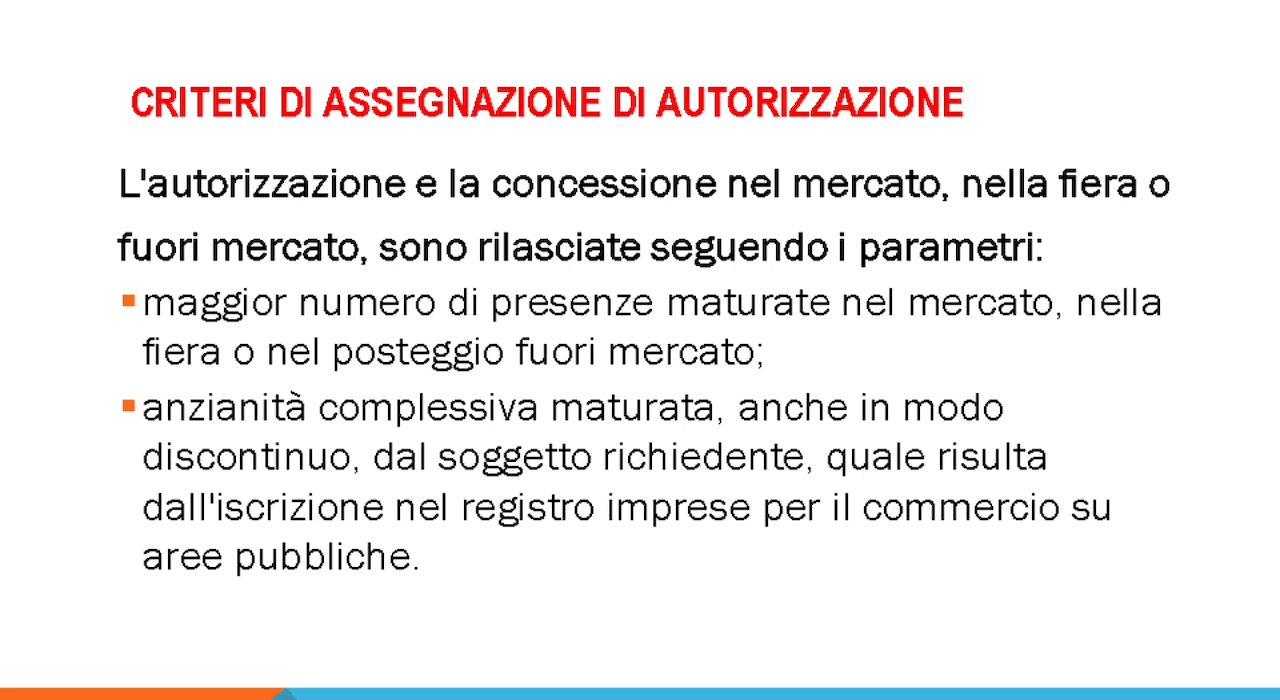 CRITERI DI ASSEGNAZIONE DI AUTORIZZAZIONE
L'autorizzazione e la concessione nel mercato, nella fiera o
fuori mercato, sono rilasciate seguendo i parametri:
▪maggior numero di presenze maturate nel mercato, nella
fiera o nel posteggio fuori mercato;
▪anzianità complessiva maturata, anche in modo
discontinuo, dal soggetto richiedente, quale risulta
dall'iscrizione nel registro imprese per il commercio su
aree pubbliche.